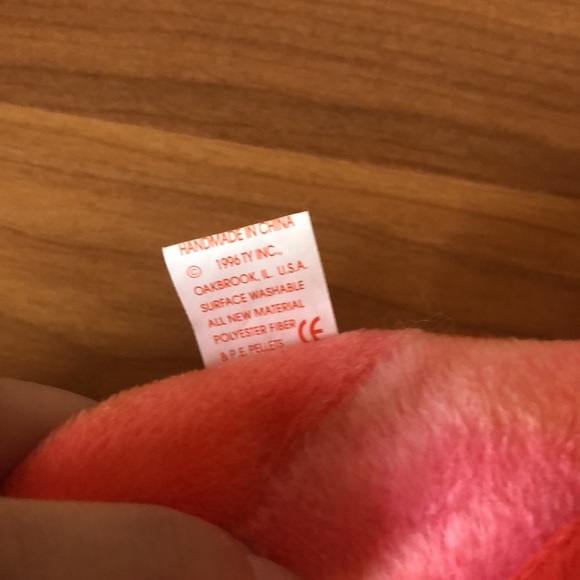 HANDMADE IN CHINA
© 1996 TY INC.,
OAKBROOK, IL. U.S.A.
SURFACE WASHABLE
ALL NEW MATERIAL
POLYESTER FIBER
& P.E. PELLETS CE